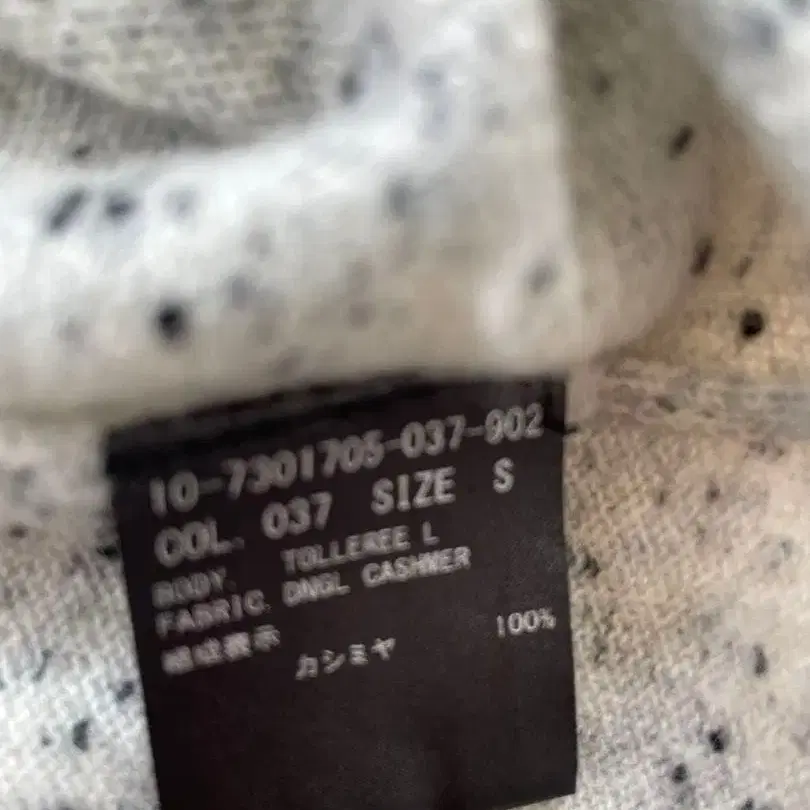 10-7301705-037-902
COL. 037 SIZE S
BODY. TOLLEREE L
FABRIC. DNGL CASHMER
組成表示
カシミヤ 100%